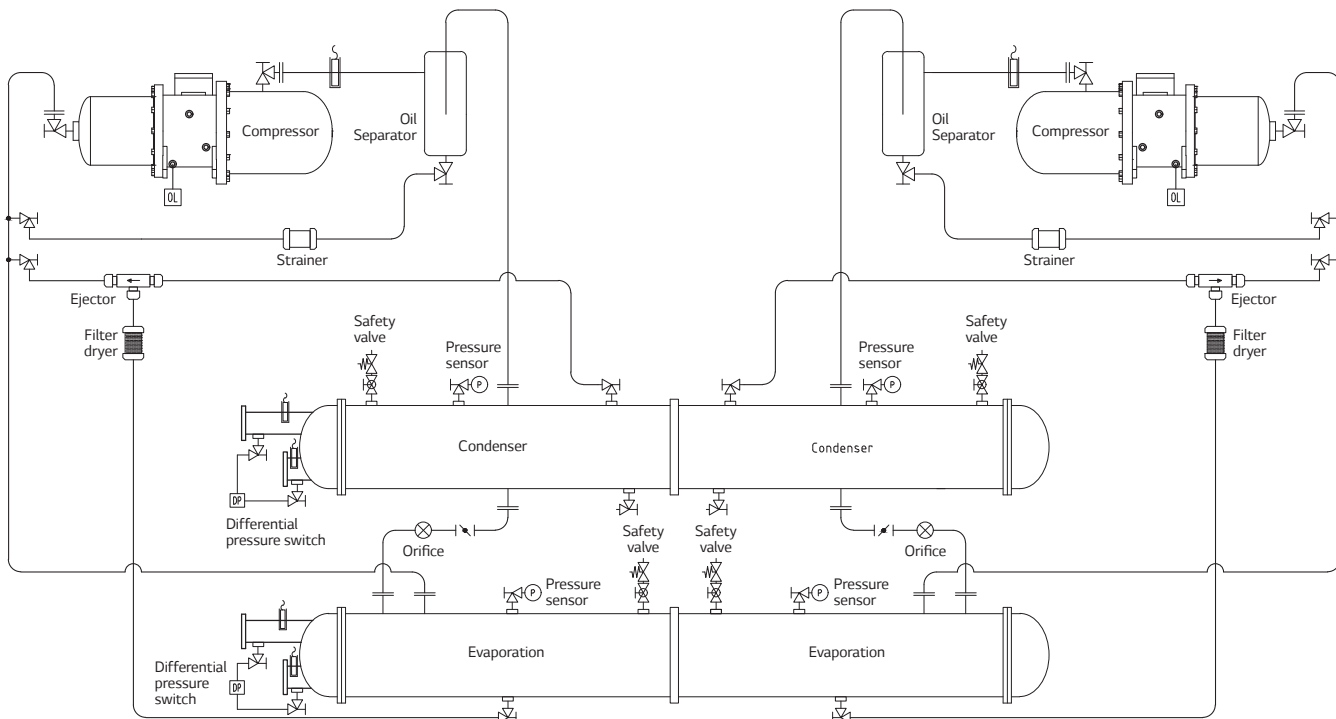 Compressor
Oil
Separator
Oil
Separator
Compressor
OL
OL
Strainer
Strainer
Ejector
Ejector
Filter
dryer
Filter
dryer
Safety
valve
Pressure
sensor
P
Pressure
sensor
P
Safety
valve
Condenser
Condenser
DP
Differential
pressure switch
Orifice
Safety
valve
Safety
valve
Orifice
Pressure
sensor
P
Pressure
sensor
P
Evaporation
Evaporation
Differential
pressure
switch
DP